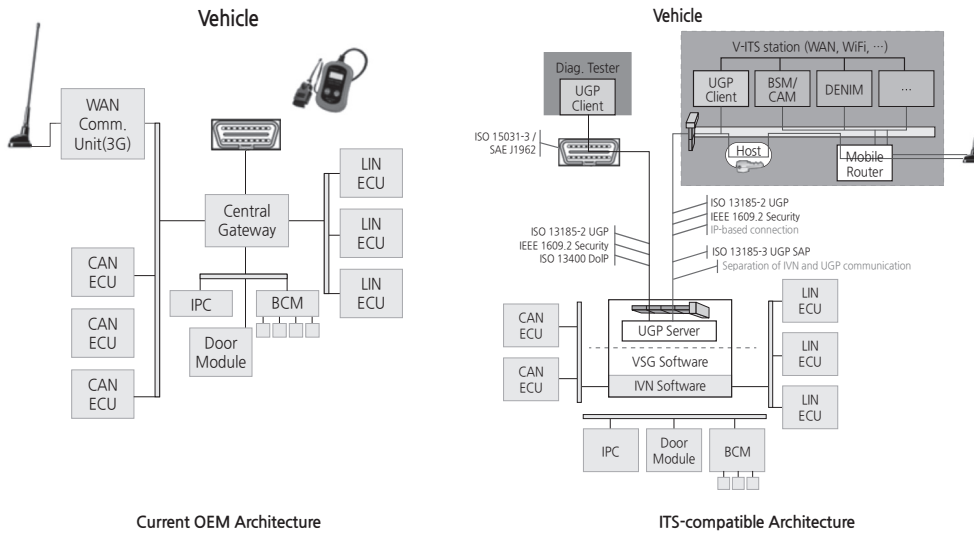 Vehicle
WAN
Comm.
Unit(3G)
Central
Gateway
LIN
ECU
LIN
ECU
LIN
ECU
CAN
ECU
CAN
ECU
CAN
ECU
IPC
BCM
Door
Module
Current OEM Architecture
Vehicle
Diag. Tester
UGP
Client
ISO 15031-3 /
SAE J1962
V-ITS station (WAN, WiFi, ···)
UGP
Client
BSM/
CAM
DENIM
···
Host
Mobile
Router
ISO 13185-2 UGP
IEEE 1609.2 Security
IP-based connection
ISO 13185-2 UGP
IEEE 1609.2 Security
ISO 13400 DoIP
ISO 13185-3 UGP SAP
Separation of IVN and UGP communication
CAN
ECU
CAN
ECU
UGP Server
VSG Software
IVN Software
LIN
ECU
LIN
ECU
LIN
ECU
IPC
Door
Module
BCM
ITS-compatible Architecture